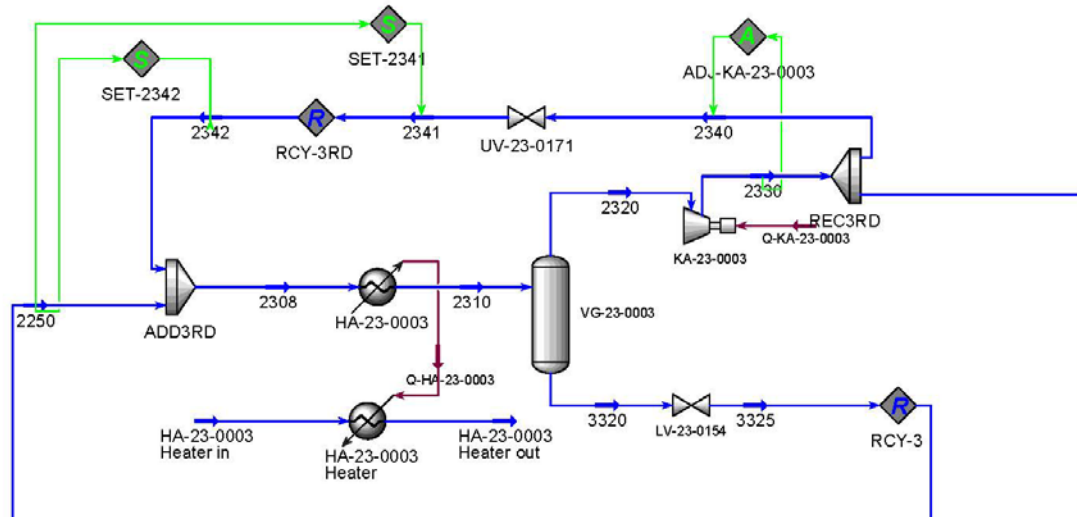 S
SET-2341
S
SET-2342
A
ADJ-KA-23-0003
2342
R
RCY-3RD
2341
UV-23-0171
2340
2320
2330
REC3RD
KA-23-0003
Q-KA-23-0003
2250
ADD3RD
2308
HA-23-0003
2310
VG-23-0003
Q-HA-23-0003
HA-23-0003
Heater in
HA-23-0003
Heater
HA-23-0003
Heater out
3320
LV-23-0154
3325
R
RCY-3